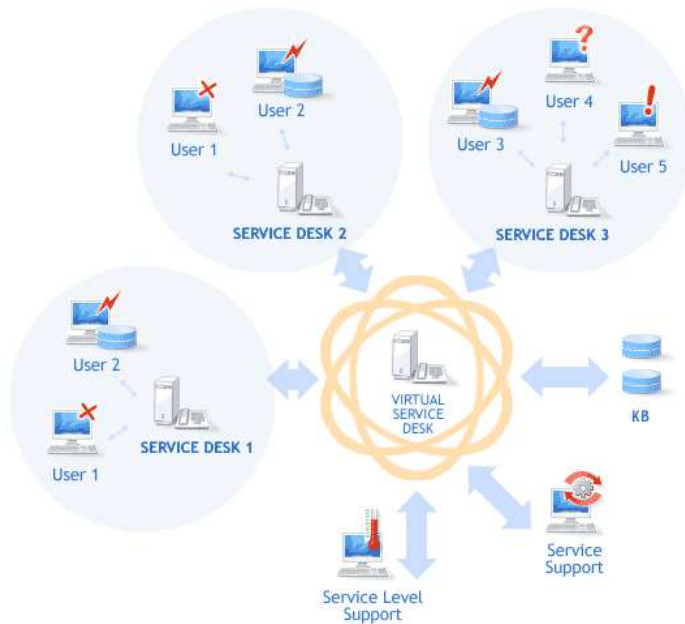 User 1
User 2
SERVICE DESK 2
User 3
User 4
User 5
SERVICE DESK 3
User 2
User 1
SERVICE DESK 1
VIRTUAL
SERVICE
DESK
KB
Service
Support
Service Level
Support